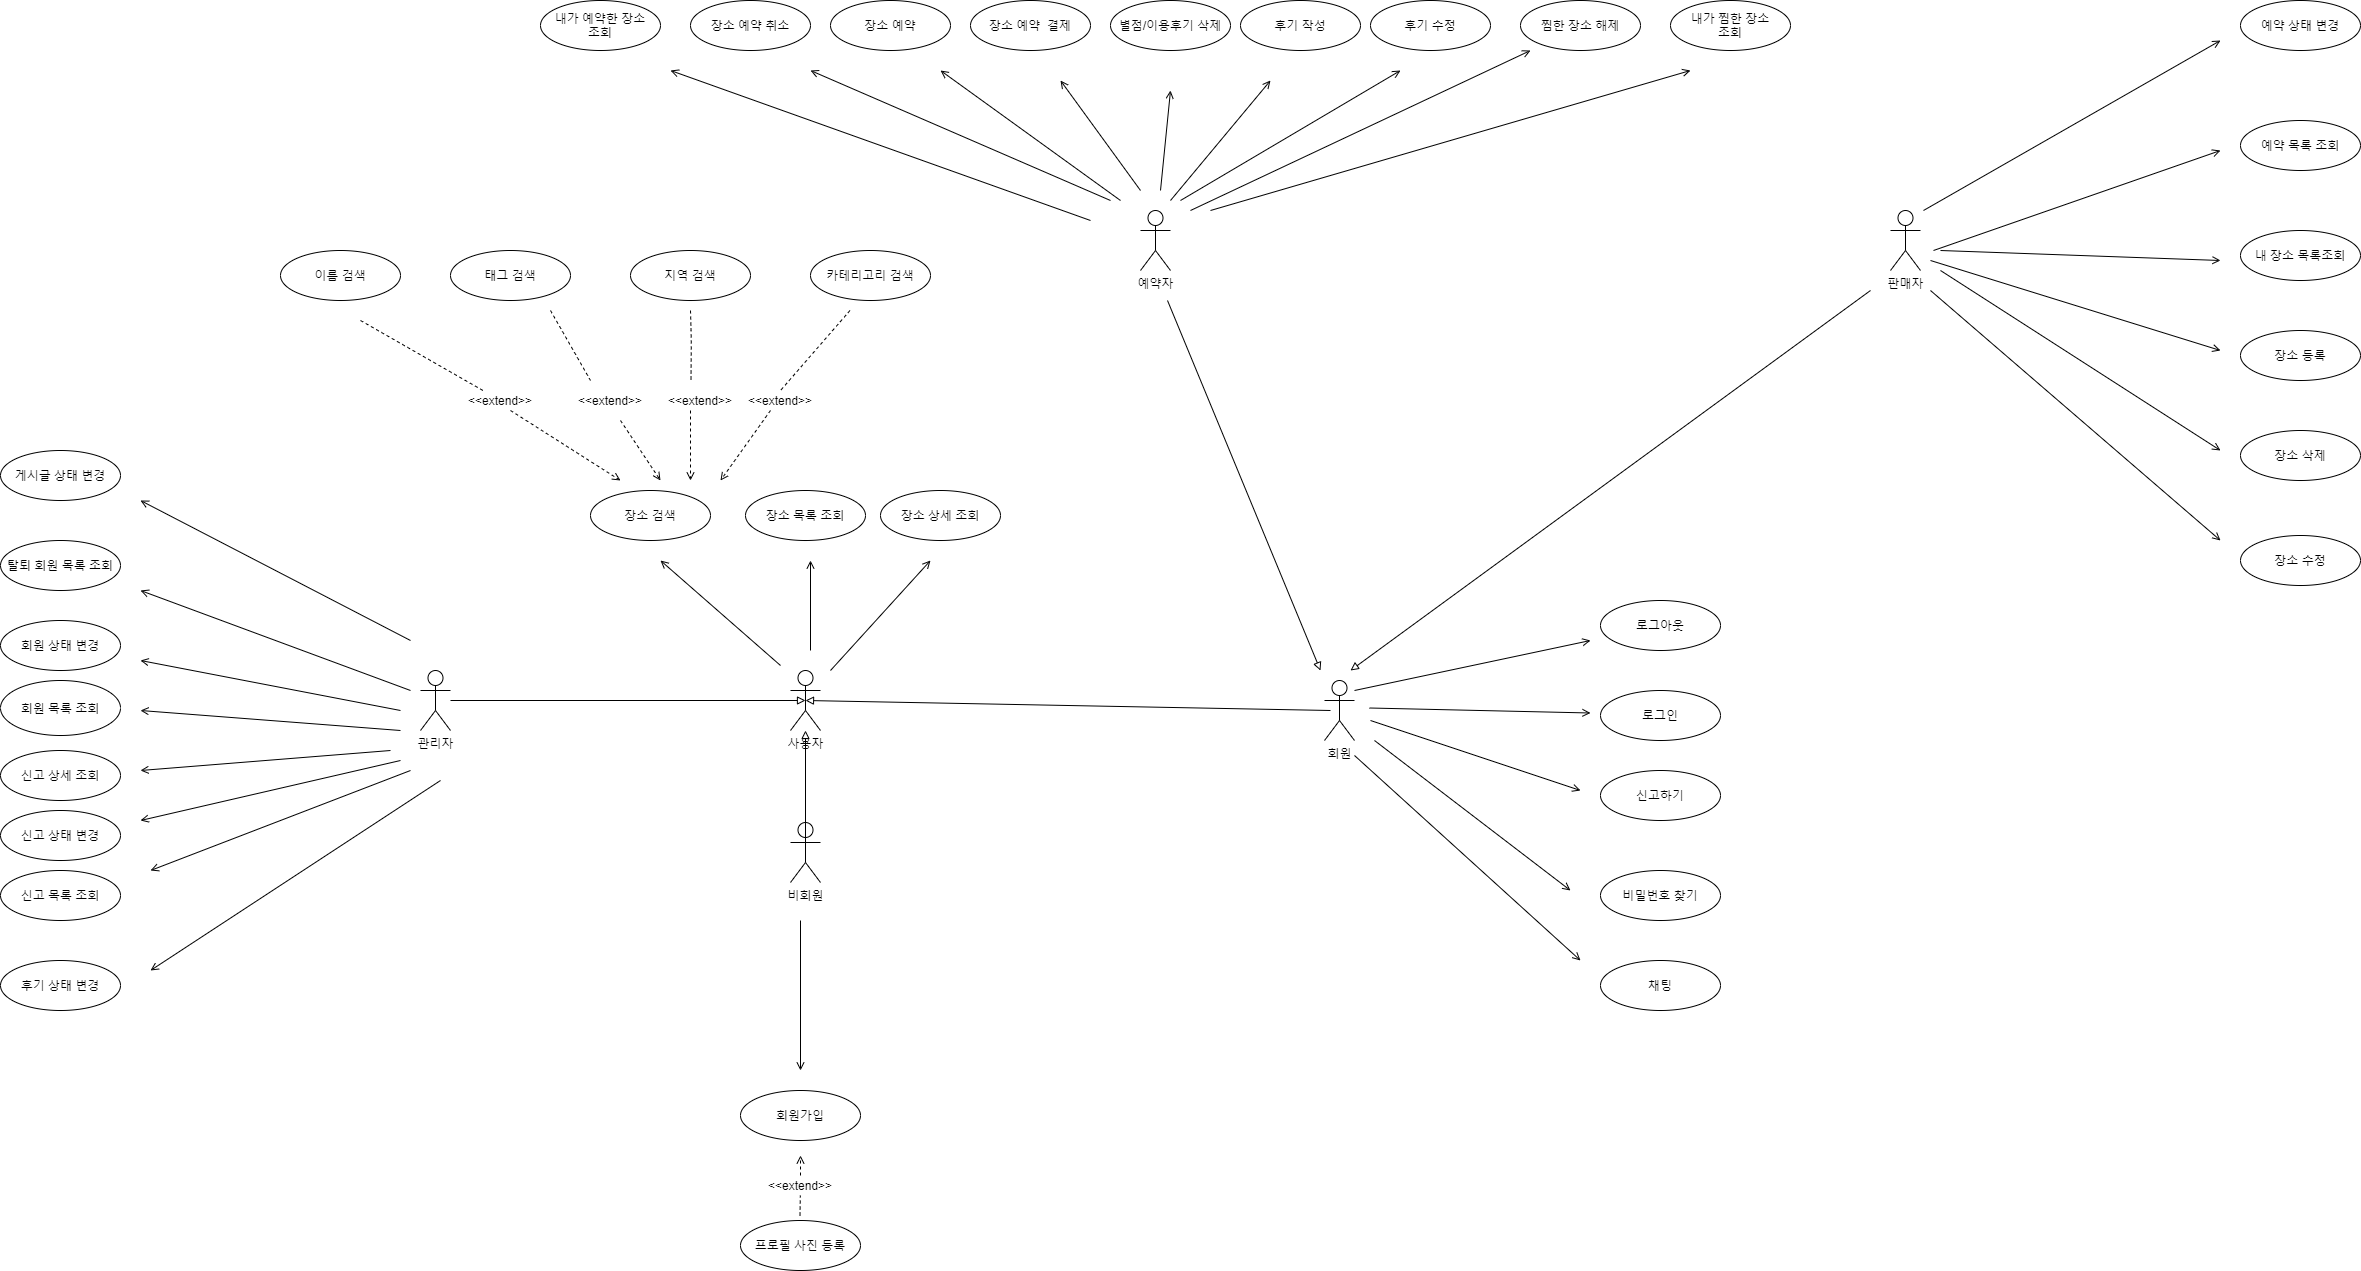 내가 예약한 장소
조회
장소 예약 취소
장소 예약
장소 예약 결제
별점/이용후기 삭제
후기 작성
후기 수정
찜한 장소 해제
내가 찜한 장소
조회
예약 상태 변경
예약 목록 조회
예약자
판매자
내 장소 목록조회
이름 검색
태그 검색
지역 검색
카테리고리 검색
장소 등록
<<extend>>
<<extend>>
<<extend>>
<<extend>>
장소 삭제
게시글 상태 변경
장소 검색
장소 목록 조회
장소 상세 조회
탈퇴 회원 목록 조회
장소 수정
회원 상태 변경
로그아웃
회원 목록 조회
로그인
관리자
사용자
회원
신고 상세 조회
신고하기
신고 상태 변경
신고 목록 조회
비회원
비밀번호 찾기
후기 상태 변경
채팅
회원가입
<<extend>>
프로필 사진 등록